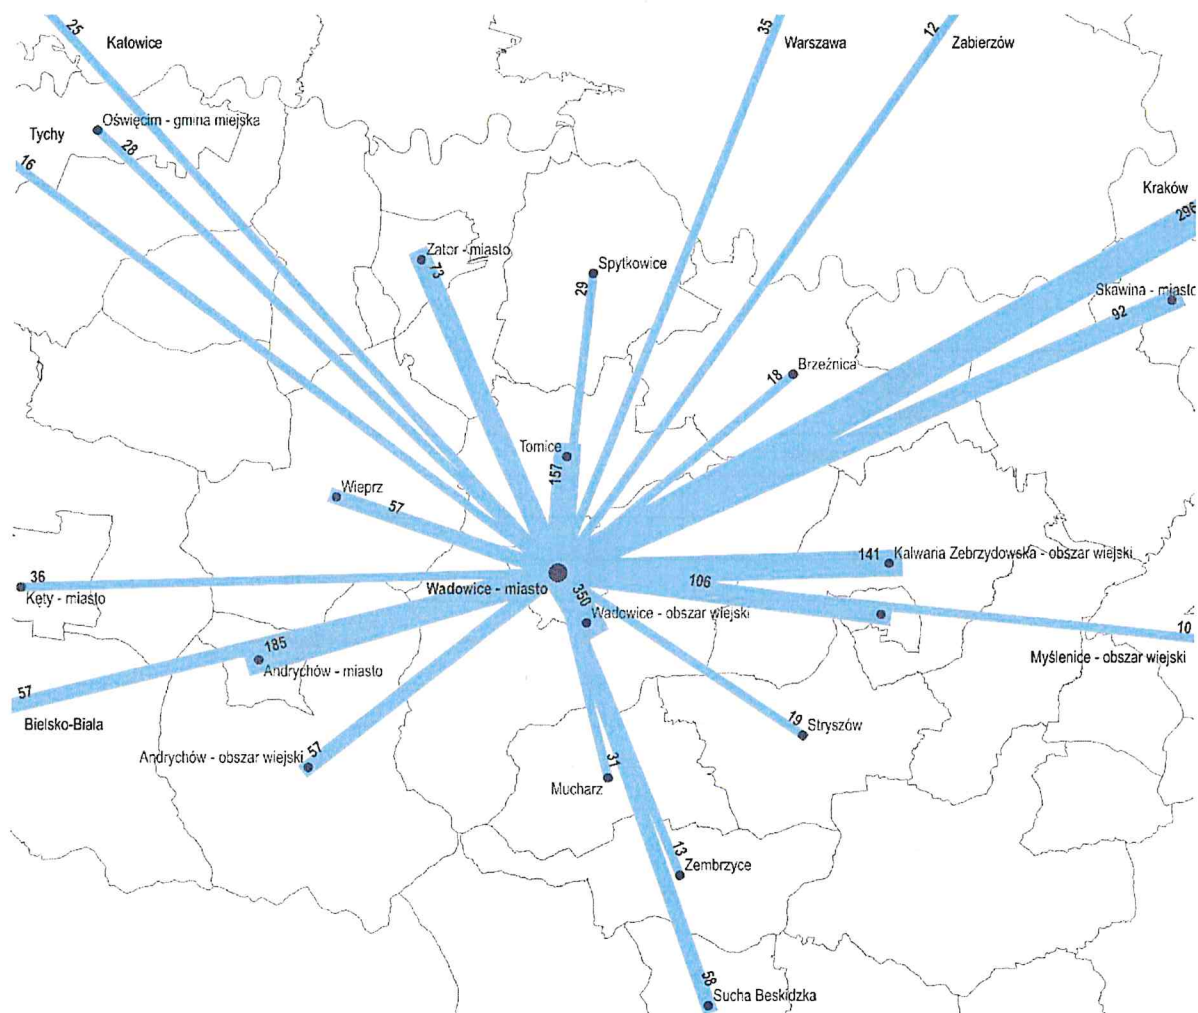 25
Katowice
35
Warszawa
12
Zabierzów
Oświęcim - gmina miejska
28
Tychy
16
Kraków
296
Zator - miasto
73
Spytkowice
29
Skawina - miasto
92
Brzeźnica
18
Tomice
157
Wieprz
57
141
Kalwaria Zebrzydowska - obszar wiejski
36
Kęty - miasto
Wadowice - miasto
106
350
Wadowice - obszar wiejski
10
Myślenice - obszar wiejski
185
Andrychów - miasto
57
Bielsko-Biala
19
Stryszów
Andrychów - obszar wiejski
57
31
Mucharz
13
Zembrzyce
58
Sucha Beskidzka